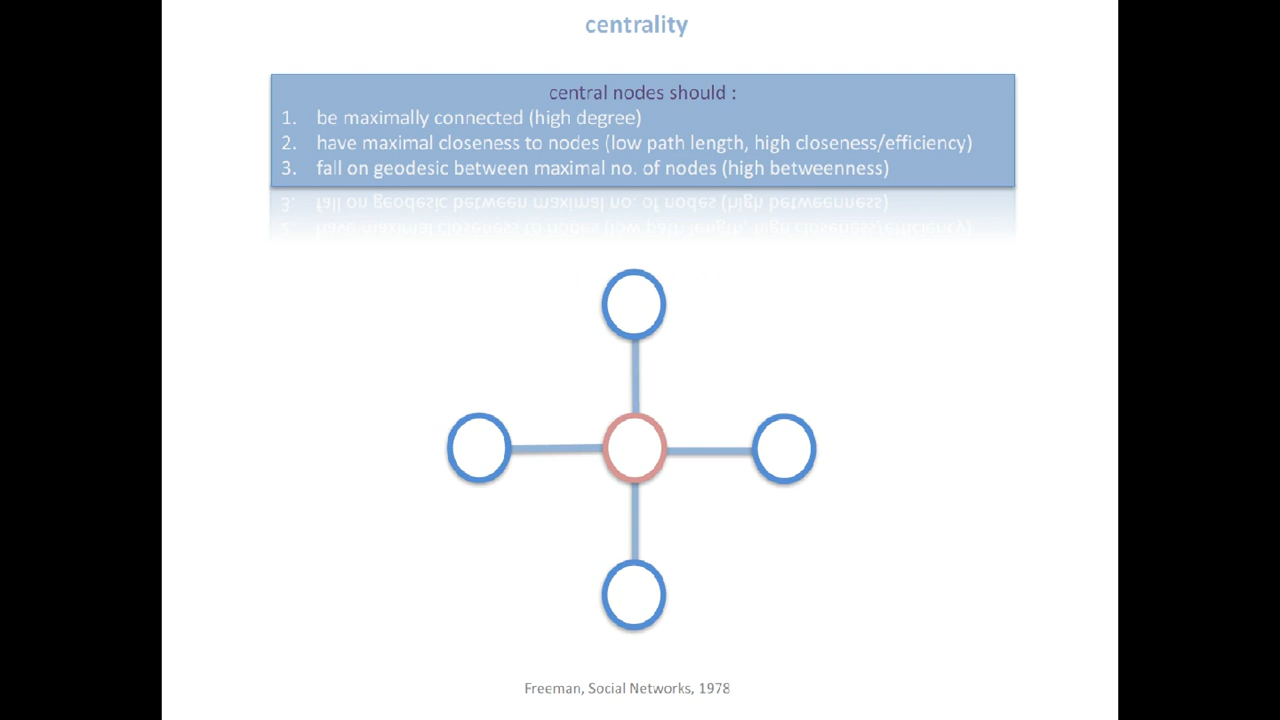 centrality
central nodes should :
1. be maximally connected (high degree)
2. have maximal closeness to nodes (low path length, high closeness/efficiency)
3. fall on geodesic between maximal no. of nodes (high betweenness)
Freeman, Social Networks, 1978